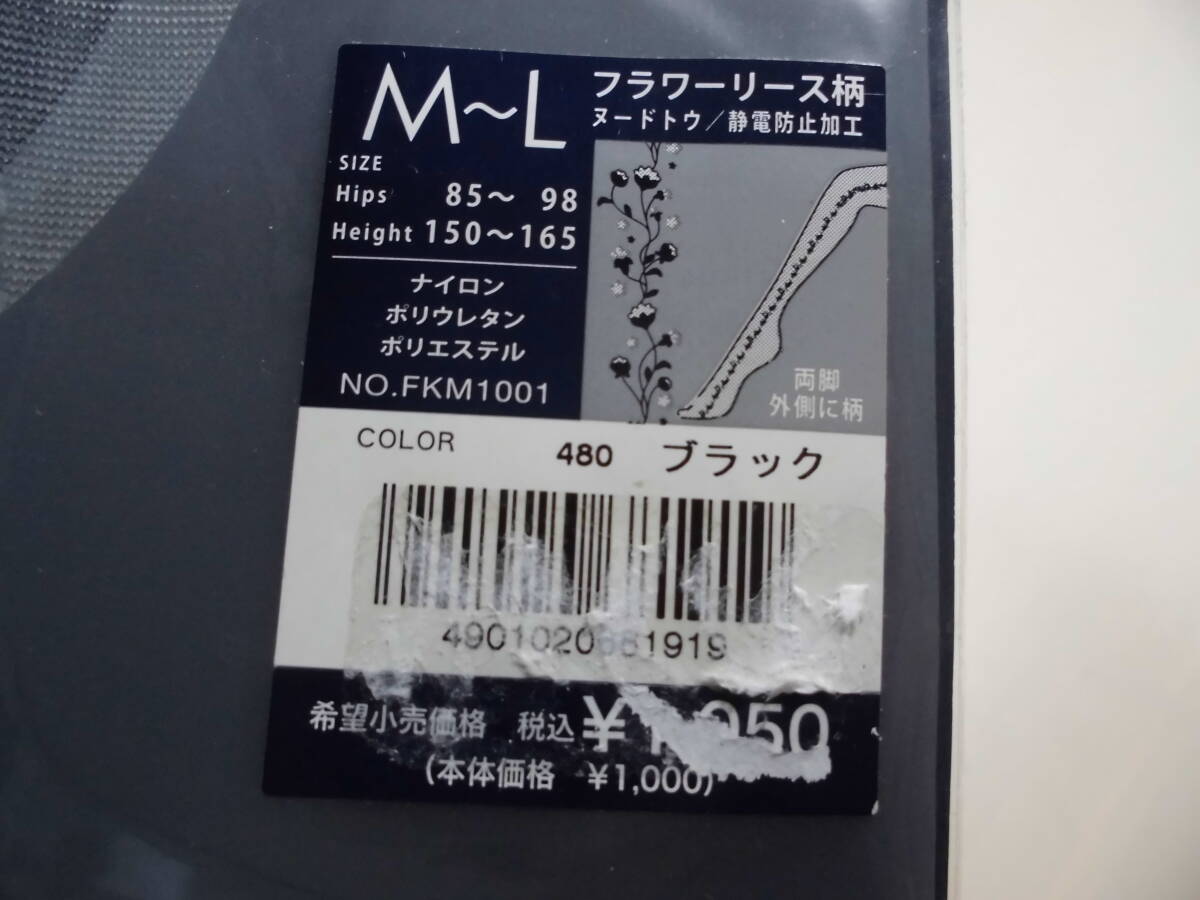 M〜L
SIZE
Hips 85〜 98
Height 150〜165
ナイロン
ポリウレタン
ポリエステル
NO.FKM1001
フラワーリース柄
ヌードトウ／静電防止加工
両脚
外側に柄
COLOR 480 ブラック
希望小売価格 税込
(本体価格 ¥1,000)